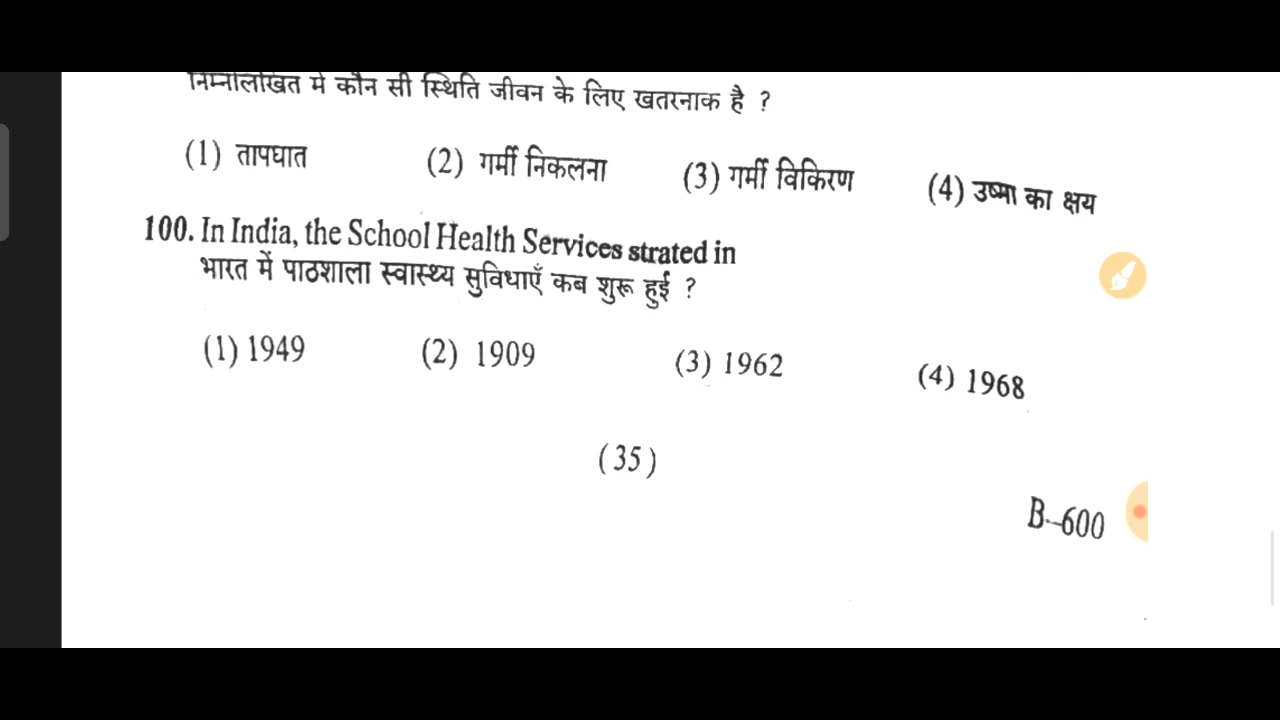 निम्नलिखित में कौन सी स्थिति जीवन के लिए खतरनाक है ?
(1) तापघात (2) गर्मी निकलना (3) गर्मी विकिरण (4) उष्मा का क्षय
100. In India, the School Health Services strated in
भारत में पाठशाला स्वास्थ्य सुविधाएँ कब शुरू हुई ?
(1) 1949 (2) 1909 (3) 1962 (4) 1968
(35)
B-600